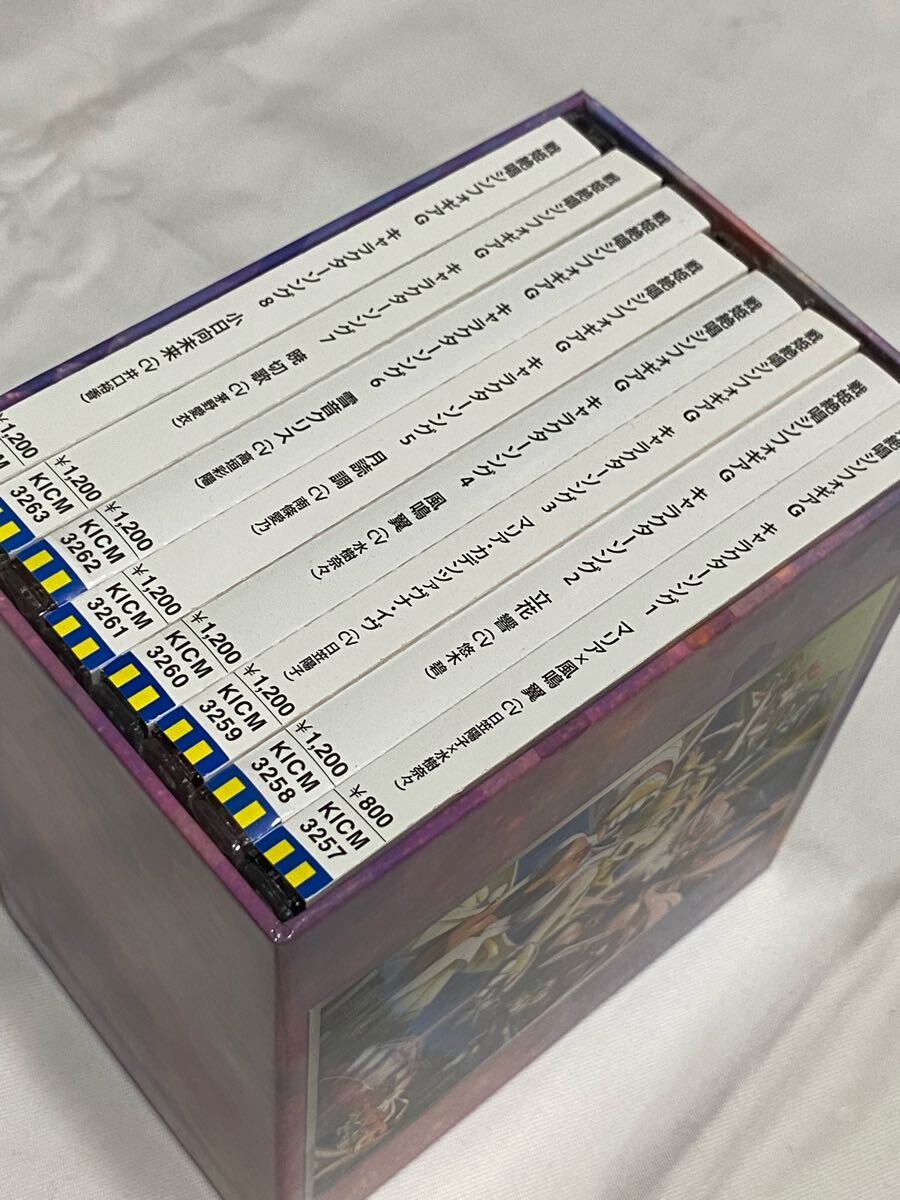 戦姫絶唱シンフォギアG キャラクターソング8 小日向未来 (CV 井口裕香)
¥1,200
戦姫絶唱シンフォギアG キャラクターソング7 暁 切歌 (CV 茅野愛衣)
¥1,200
KICM
3263
戦姫絶唱シンフォギアG キャラクターソング6 雪音クリス (CV 高垣彩陽)
¥1,200
KICM
3262
戦姫絶唱シンフォギアG キャラクターソング5 月読 調 (CV 南條愛乃)
¥1,200
KICM
3261
戦姫絶唱シンフォギアG キャラクターソング4 風鳴 翼 (CV 水樹奈々)
¥1,200
KICM
3260
戦姫絶唱シンフォギアG キャラクターソング3 マリア・カデンツァヴナ・イヴ (CV 日笠陽子)
¥1,200
KICM
3259
戦姫絶唱シンフォギアG キャラクターソング2 立花 響 (CV 悠木 碧)
¥1,200
KICM
3258
絶唱シンフォギアG キャラクターソング1 マリア×風鳴 翼 (CV 日笠陽子×水樹奈々)
¥800
KICM
3257